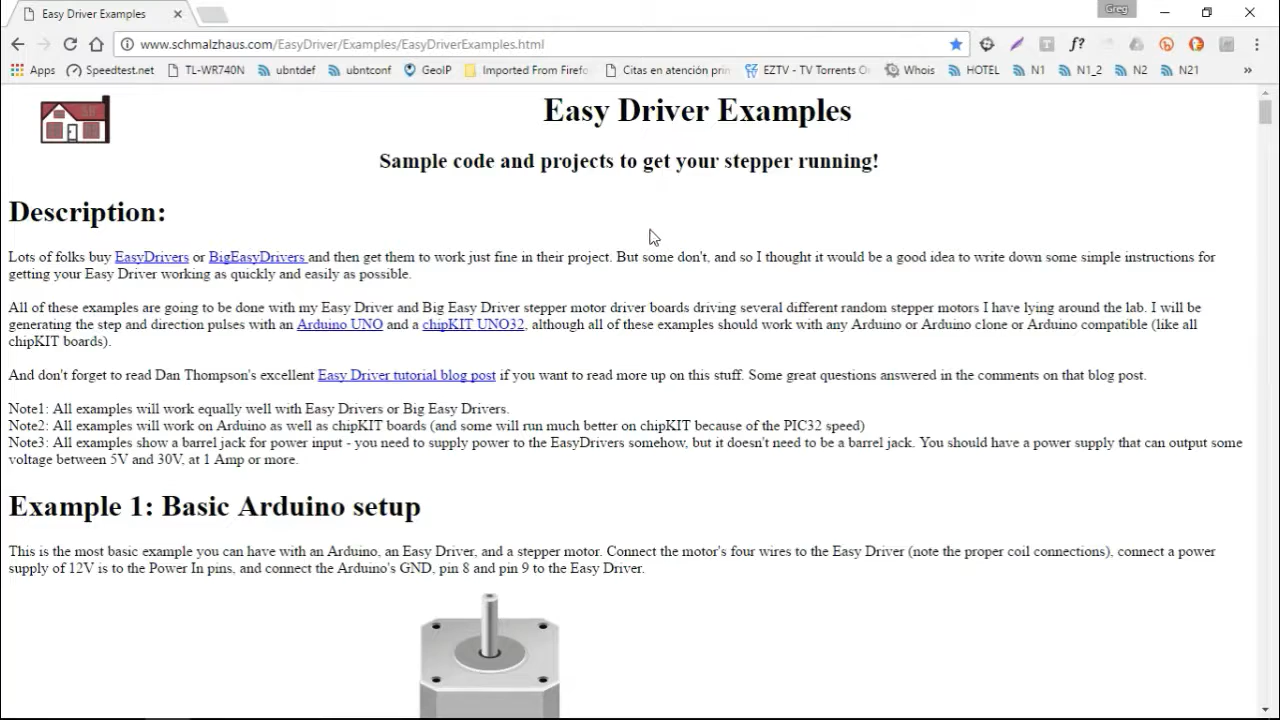 Easy Driver Examples
Greg
www.schmalzhaus.com/EasyDriver/Examples/EasyDriverExamples.html
Apps Speedtest.net TL-WR740N ubntdef ubntconf GeoIP Imported From Firefo Citas en atención prin EZTV - TV Torrents O Whois HOTEL N1 N1_2 N2 N21 »
Easy Driver Examples
Sample code and projects to get your stepper running!
Description:
Lots of folks buy EasyDrivers or BigEasyDrivers and then get them to work just fine in their project. But some don't, and so I thought it would be a good idea to write down some simple instructions for
getting your Easy Driver working as quickly and easily as possible.
All of these examples are going to be done with my Easy Driver and Big Easy Driver stepper motor driver boards driving several different random stepper motors I have lying around the lab. I will be
generating the step and direction pulses with an Arduino UNO and a chipKIT UNO32, although all of these examples should work with any Arduino or Arduino clone or Arduino compatible (like all
chipKIT boards).
And don't forget to read Dan Thompson's excellent Easy Driver tutorial blog post if you want to read more up on this stuff. Some great questions answered in the comments on that blog post.
Note1: All examples will work equally well with Easy Drivers or Big Easy Drivers.
Note2: All examples will work on Arduino as well as chipKIT boards (and some will run much better on chipKIT because of the PIC32 speed)
Note3: All examples show a barrel jack for power input - you need to supply power to the EasyDrivers somehow, but it doesn't need to be a barrel jack. You should have a power supply that can output some
voltage between 5V and 30V, at 1 Amp or more.
Example 1: Basic Arduino setup
This is the most basic example you can have with an Arduino, an Easy Driver, and a stepper motor. Connect the motor's four wires to the Easy Driver (note the proper coil connections), connect a power
supply of 12V is to the Power In pins, and connect the Arduino's GND, pin 8 and pin 9 to the Easy Driver.